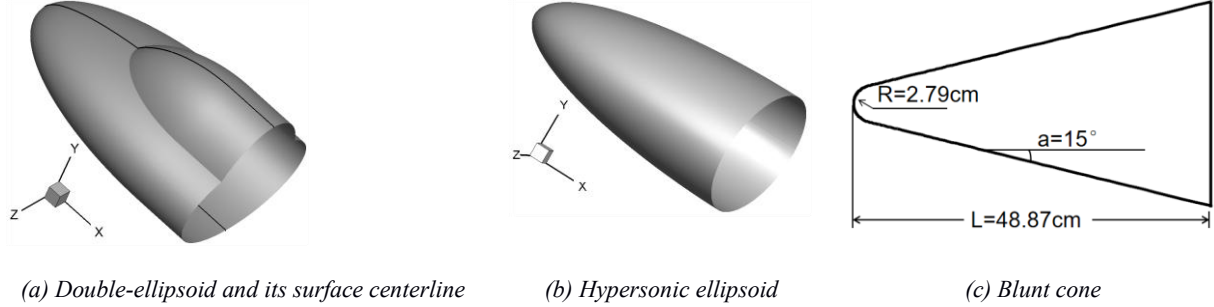 Y
Z
X
Y
Z
X
R=2.79cm
a=15°
L=48.87cm
(a) Double-ellipsoid and its surface centerline
(b) Hypersonic ellipsoid
(c) Blunt cone